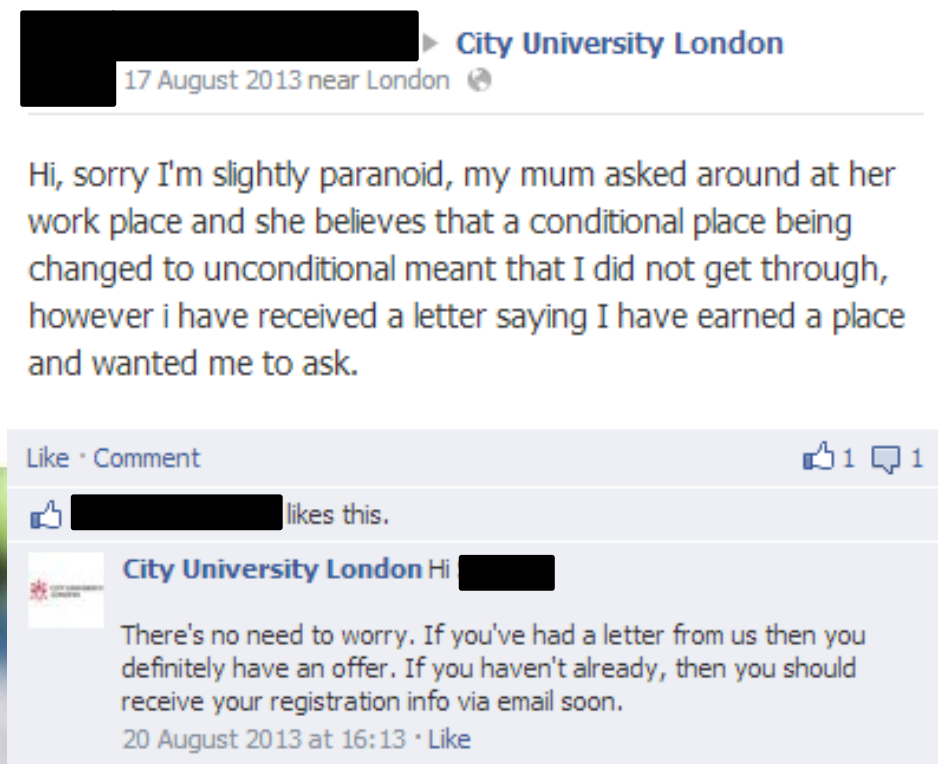 City University London
17 August 2013 near London
Hi, sorry I'm slightly paranoid, my mum asked around at her
work place and she believes that a conditional place being
changed to unconditional meant that I did not get through,
however i have received a letter saying I have earned a place
and wanted me to ask.
Like · Comment 1 1
likes this.
City University London Hi
There's no need to worry. If you've had a letter from us then you
definitely have an offer. If you haven't already, then you should
receive your registration info via email soon.
20 August 2013 at 16:13 · Like